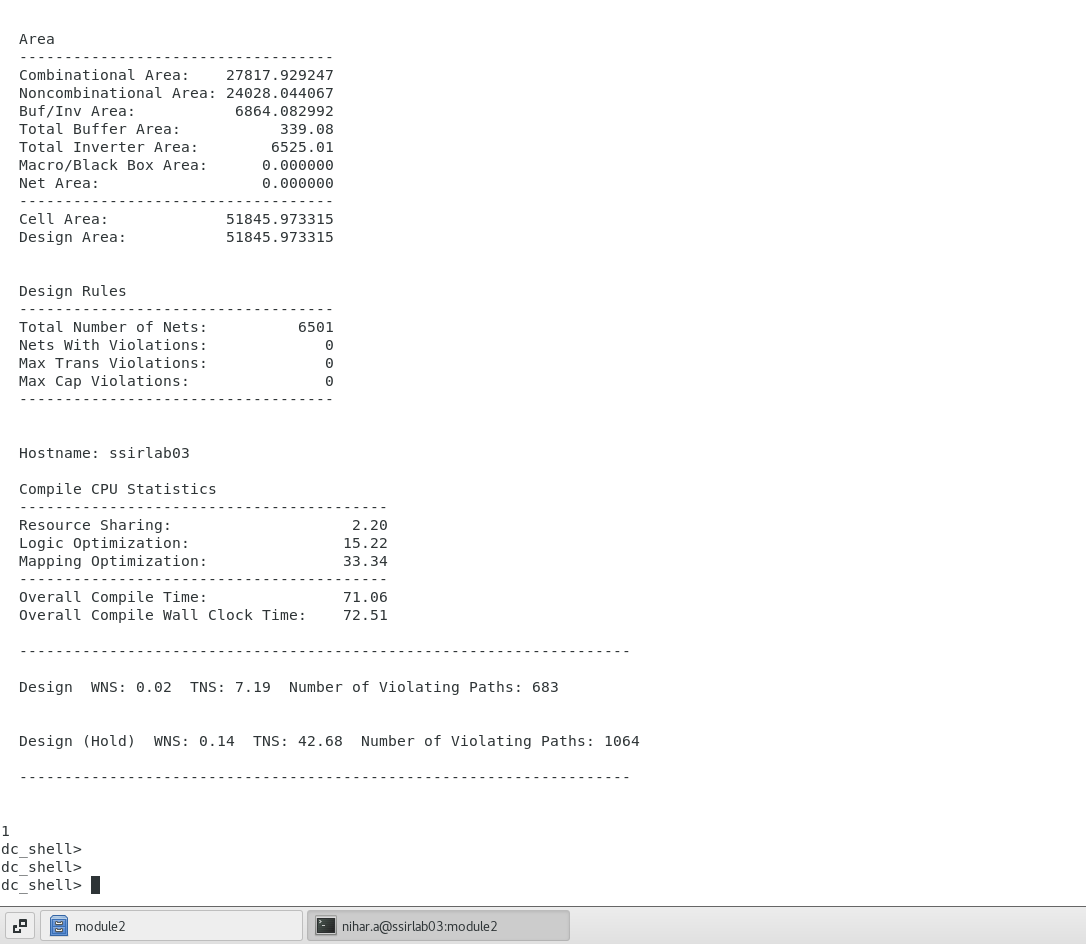 Area
-----------------------------------
Combinational Area:    27817.929247
Noncombinational Area: 24028.044067
Buf/Inv Area:           6864.082992
Total Buffer Area:           339.08
Total Inverter Area:        6525.01
Macro/Black Box Area:      0.000000
Net Area:                  0.000000
-----------------------------------
Cell Area:             51845.973315
Design Area:           51845.973315
Design Rules
-----------------------------------
Total Number of Nets:          6501
Nets With Violations:             0
Max Trans Violations:             0
Max Cap Violations:               0
-----------------------------------
Hostname: ssirlab03
Compile CPU Statistics
-----------------------------------------
Resource Sharing:                    2.20
Logic Optimization:                 15.22
Mapping Optimization:               33.34
-----------------------------------------
Overall Compile Time:               71.06
Overall Compile Wall Clock Time:    72.51
--------------------------------------------------------------------
Design  WNS: 0.02  TNS: 7.19  Number of Violating Paths: 683
Design (Hold)  WNS: 0.14  TNS: 42.68  Number of Violating Paths: 1064
--------------------------------------------------------------------
1
dc_shell>
dc_shell>
dc_shell>
module2
nihar.a@ssirlab03:module2